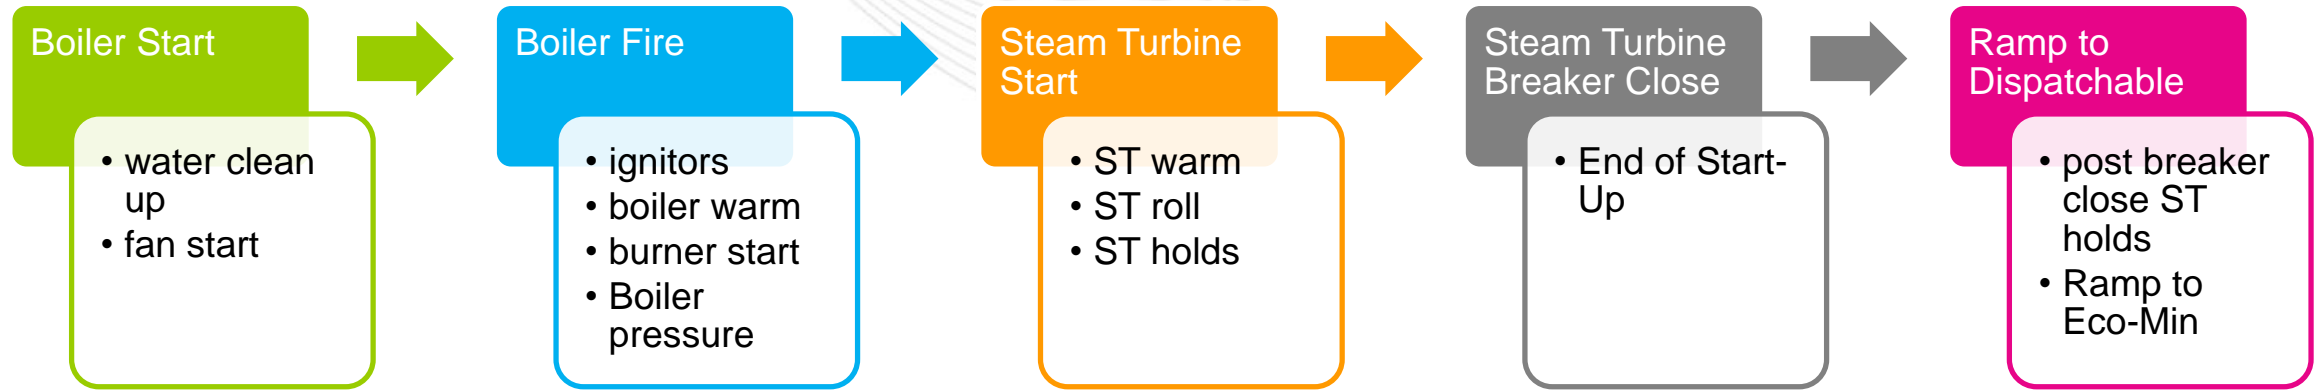 Boiler Start
• water clean
up
• fan start
Boiler Fire
• ignitors
• boiler warm
• burner start
• Boiler
pressure
Steam Turbine
Start
• ST warm
• ST roll
• ST holds
Steam Turbine
Breaker Close
• End of Start-
Up
Ramp to
Dispatchable
• post breaker
close ST
holds
• Ramp to
Eco-Min